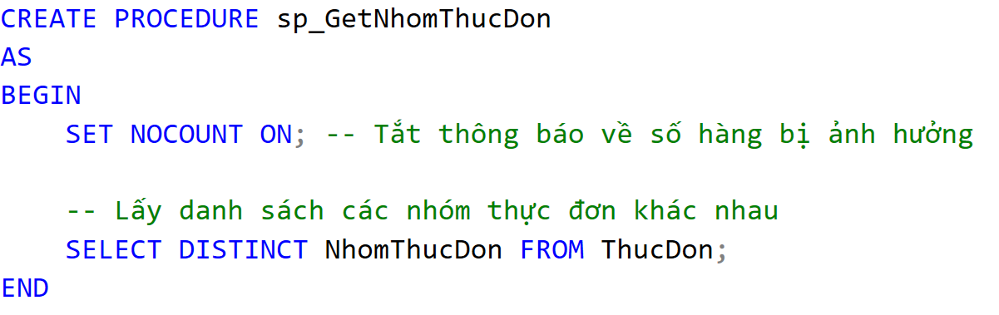 CREATE PROCEDURE sp_GetNhomThucDon
AS
BEGIN
    SET NOCOUNT ON; -- Tắt thông báo về số hàng bị ảnh hưởng
    -- Lấy danh sách các nhóm thực đơn khác nhau
    SELECT DISTINCT NhomThucDon FROM ThucDon;
END